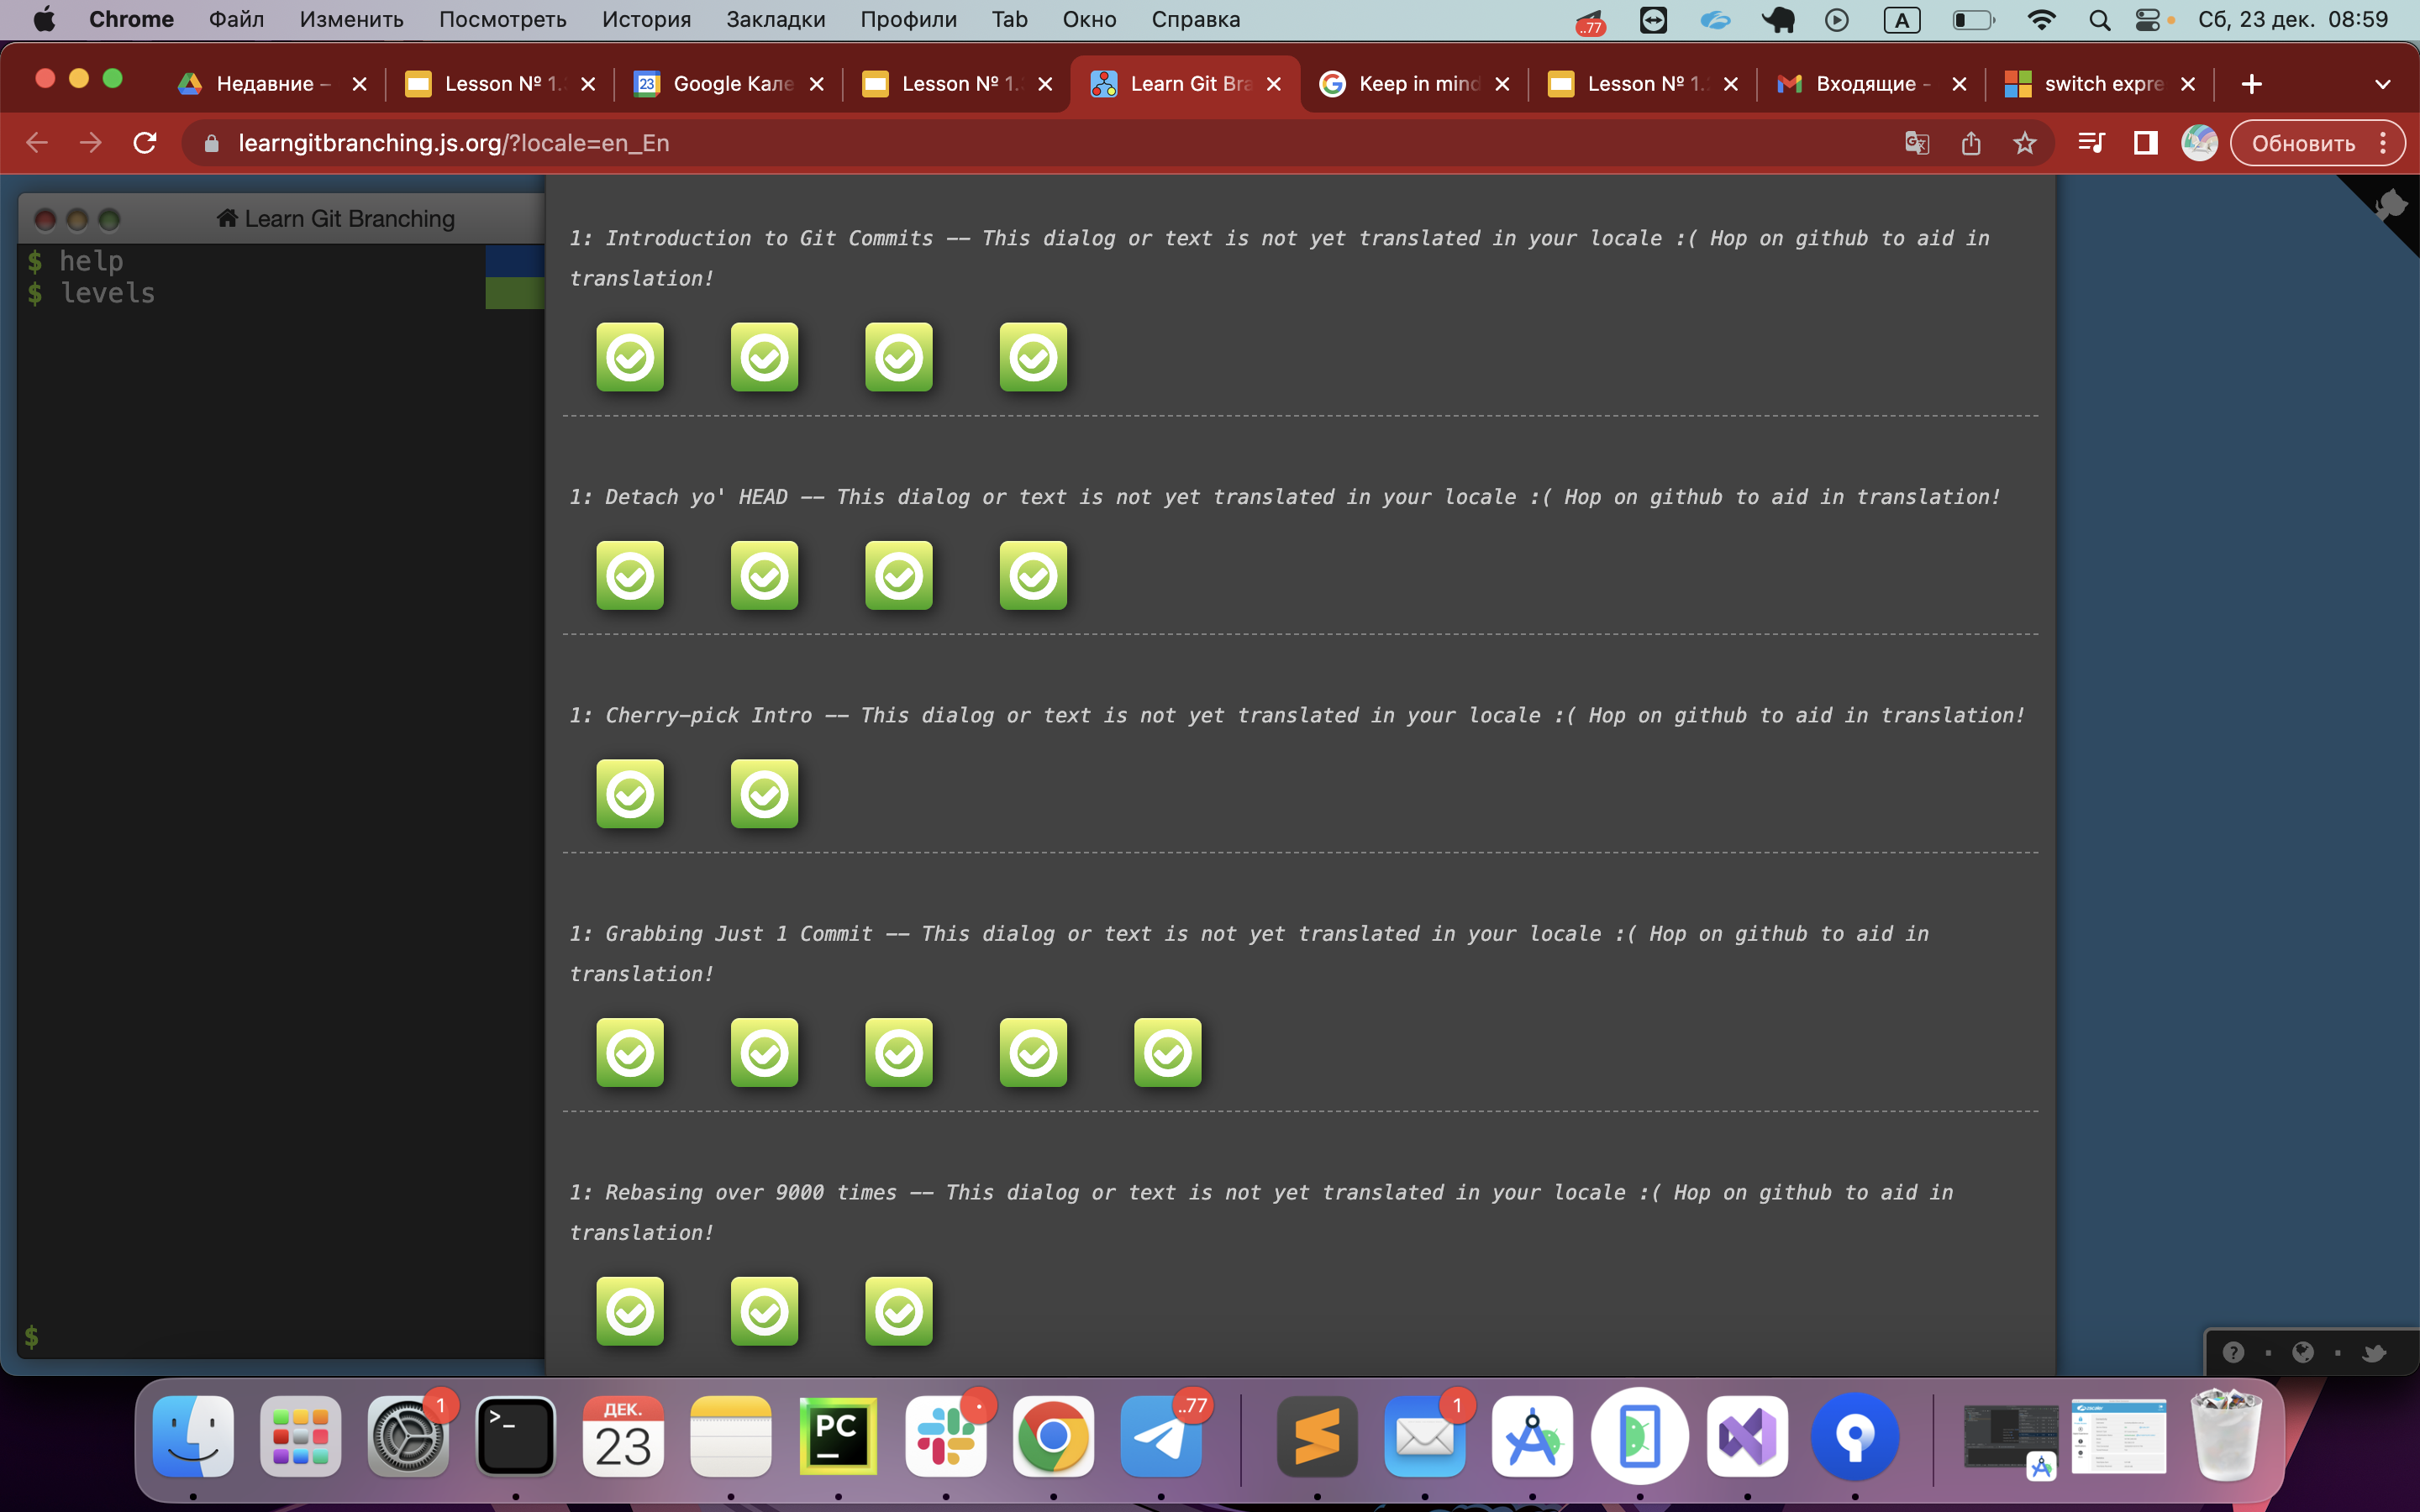 Chrome Файл Изменить Посмотреть История Закладки Профили Tab Окно Справка ..77 A Сб, 23 дек. 08:59
Недавние – Lesson № 1. 23 Google Кале Lesson № 1. Learn Git Bra Keep in mind Lesson № 1. Входящие - switch expre
learngitbranching.js.org/?locale=en_En Обновить
Learn Git Branching
$ help
$ levels
$
1: Introduction to Git Commits -- This dialog or text is not yet translated in your locale :( Hop on github to aid in
translation!
1: Detach yo' HEAD -- This dialog or text is not yet translated in your locale :( Hop on github to aid in translation!
1: Cherry-pick Intro -- This dialog or text is not yet translated in your locale :( Hop on github to aid in translation!
1: Grabbing Just 1 Commit -- This dialog or text is not yet translated in your locale :( Hop on github to aid in
translation!
1: Rebasing over 9000 times -- This dialog or text is not yet translated in your locale :( Hop on github to aid in
translation!
1 >_ ДЕК. 23 PC ..77 1